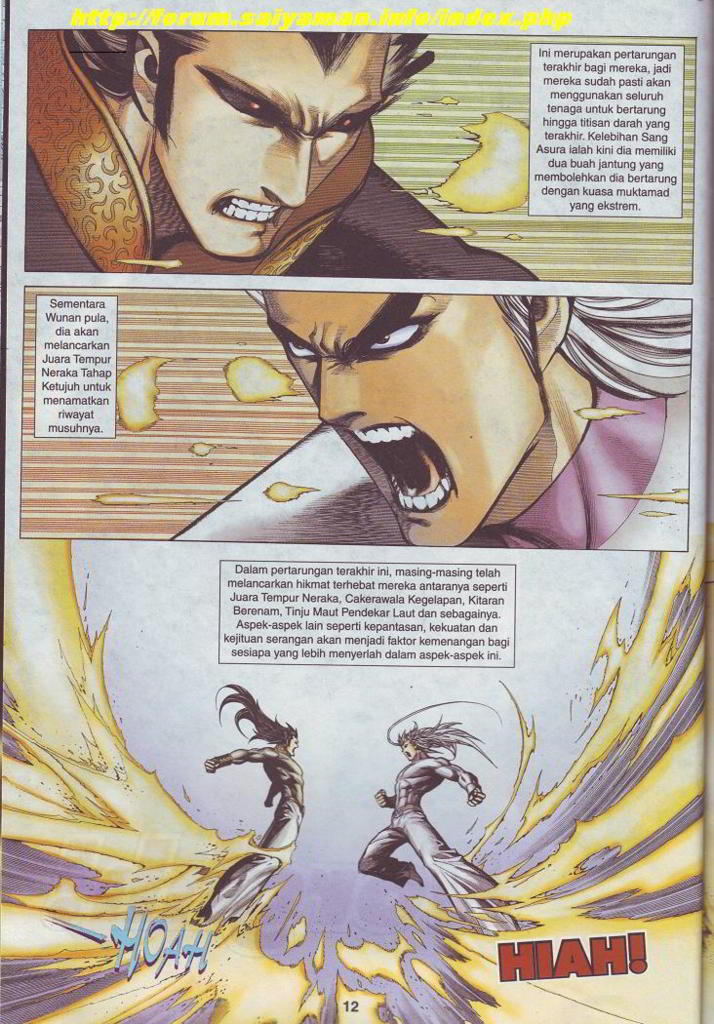 http://forum.saiyaman.info/index.php
Ini merupakan pertarungan
terakhir bagi mereka, jadi
mereka sudah pasti akan
menggunakan seluruh
tenaga untuk bertarung
hingga titisan darah yang
terakhir. Kelebihan Sang
Asura ialah kini dia memiliki
dua buah jantung yang
membolehkan dia bertarung
dengan kuasa muktamad
yang ekstrem.
Sementara
Wunan pula,
dia akan
melancarkan
Juara Tempur
Neraka Tahap
Ketujuh untuk
menamatkan
riwayat
musuhnya.
Dalam pertarungan terakhir ini, masing-masing telah
melancarkan hikmat terhebat mereka antaranya seperti
Juara Tempur Neraka, Cakerawala Kegelapan, Kitaran
Berenam, Tinju Maut Pendekar Laut dan sebagainya.
Aspek-aspek lain seperti kepantasan, kekuatan dan
kejituan serangan akan menjadi faktor kemenangan bagi
sesiapa yang lebih menyerlah dalam aspek-aspek ini.
HOAH
HIAH!
12